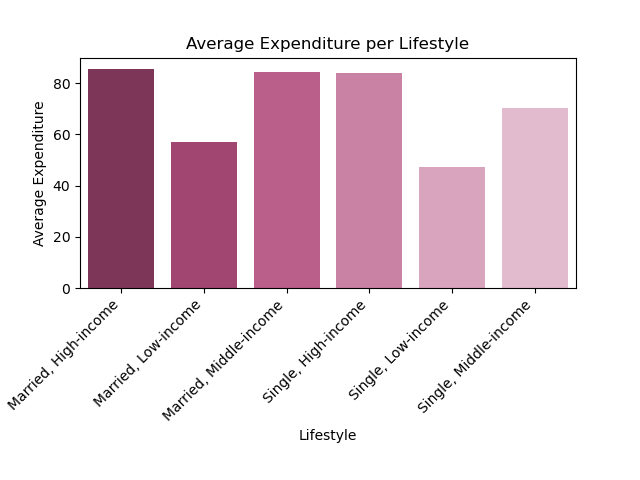 Average Expenditure per Lifestyle
Average Expenditure
80
60
40
20
0
Married, High-income
Married, Low-income
Married, Middle-income
Single, High-income
Single, Low-income
Single, Middle-income
Lifestyle